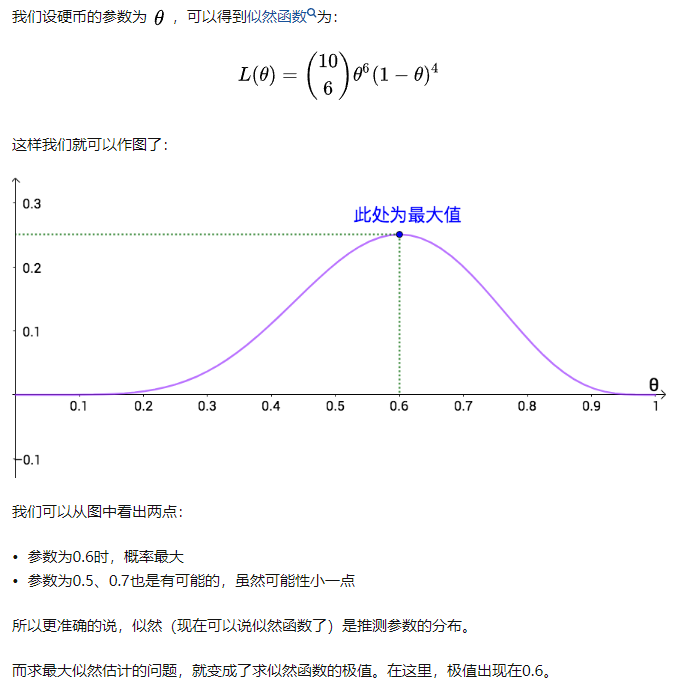 我们设硬币的参数为 θ ，可以得到似然函数为：
L(θ) = (10 6) θ^6 (1 − θ)^4
这样我们就可以作图了：
此处为最大值
0.3
0.2
0.1
θ
0.1 0.2 0.3 0.4 0.5 0.6 0.7 0.8 0.9 1
−0.1
我们可以从图中看出两点：
• 参数为0.6时，概率最大
• 参数为0.5、0.7也是有可能的，虽然可能性小一点
所以更准确的说，似然（现在可以说似然函数了）是推测参数的分布。
而求最大似然估计的问题，就变成了求似然函数的极值。在这里，极值出现在0.6。